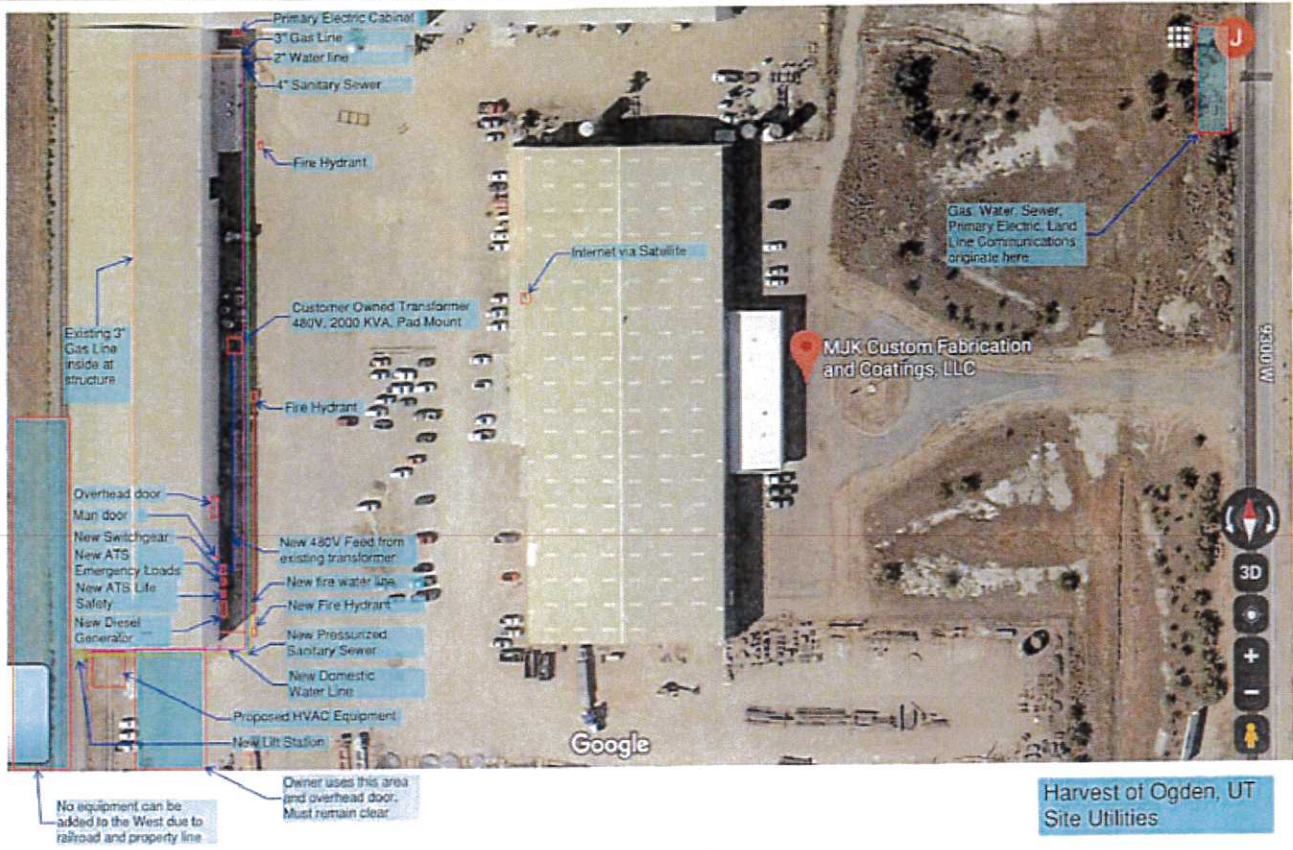 Primary Electric Cabinet
3" Gas Line
2" Water line
4" Sanitary Sewer
Fire Hydrant
Existing 3"
Gas Line
inside at
structure
Customer Owned Transformer
480V, 2000 KVA, Pad Mount
Internet via Satellite
Fire Hydrant
Overhead door
Man door
New Switchgear
New ATS
Emergency Loads
New ATS Life
Safety
New Diesel
Generator
New 480V Feed from
existing transformer
New fire water line
New Fire Hydrant
New Pressurized
Sanitary Sewer
New Domestic
Water Line
Proposed HVAC Equipment
New Lift Station
Owner uses this area
and overhead door,
Must remain clear
No equipment can be
added to the West due to
railroad and property line
Gas, Water, Sewer,
Primary Electric, Land
Line Communications
originate here
MJK Custom Fabrication
and Coatings, LLC
J
9300 W
3D
+
−
Google
Harvest of Ogden, UT
Site Utilities